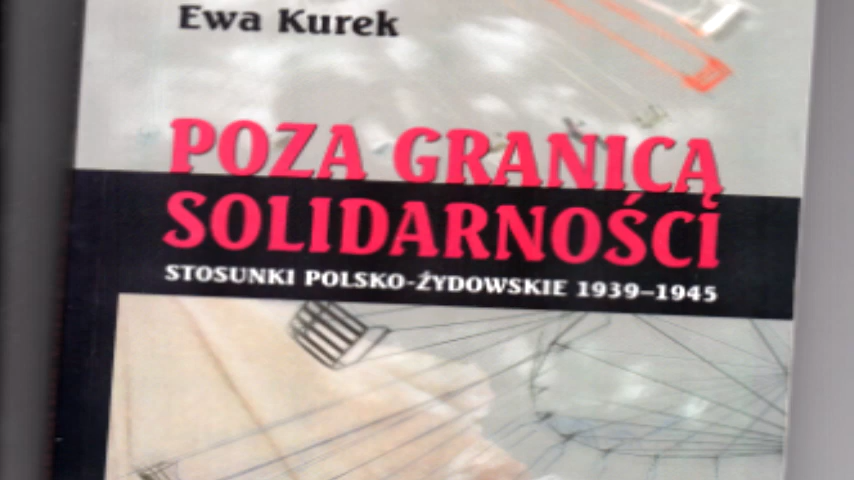 Ewa Kurek
POZA GRANICĄ
SOLIDARNOŚCI
STOSUNKI POLSKO-ŻYDOWSKIE 1939–1945